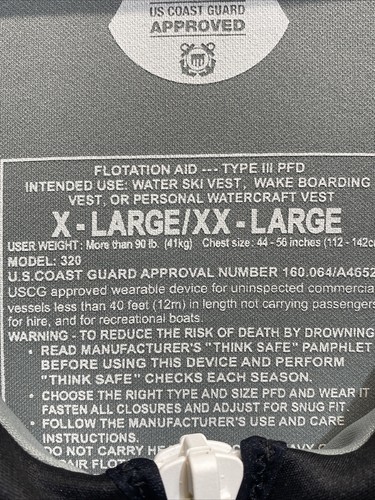 US COAST GUARD
APPROVED
FLOTATION AID --- TYPE III PFD
INTENDED USE: WATER SKI VEST, WAKE BOARDING
VEST, OR PERSONAL WATERCRAFT VEST
X-LARGE/XX-LARGE
USER WEIGHT: More than 90 lb. (41kg) Chest size: 44 - 56 inches (112 - 142c
MODEL: 320
U.S.COAST GUARD APPROVAL NUMBER 160.064/A4652
USCG approved wearable device for uninspected commercia
vessels less than 40 feet (12m) in length not carrying passengers
for hire, and for recreational boats.
WARNING - TO REDUCE THE RISK OF DEATH BY DROWNING
• READ MANUFACTURER'S "THINK SAFE" PAMPHLET
BEFORE USING THIS DEVICE AND PERFORM
"THINK SAFE" CHECKS EACH SEASON.
• CHOOSE THE RIGHT TYPE AND SIZE PFD AND WEAR IT
FASTEN ALL CLOSURES AND ADJUST FOR SNUG FIT.
• FOLLOW THE MANUFACTURER'S USE AND CARE
INSTRUCTIONS.
DO NOT CARRY HE